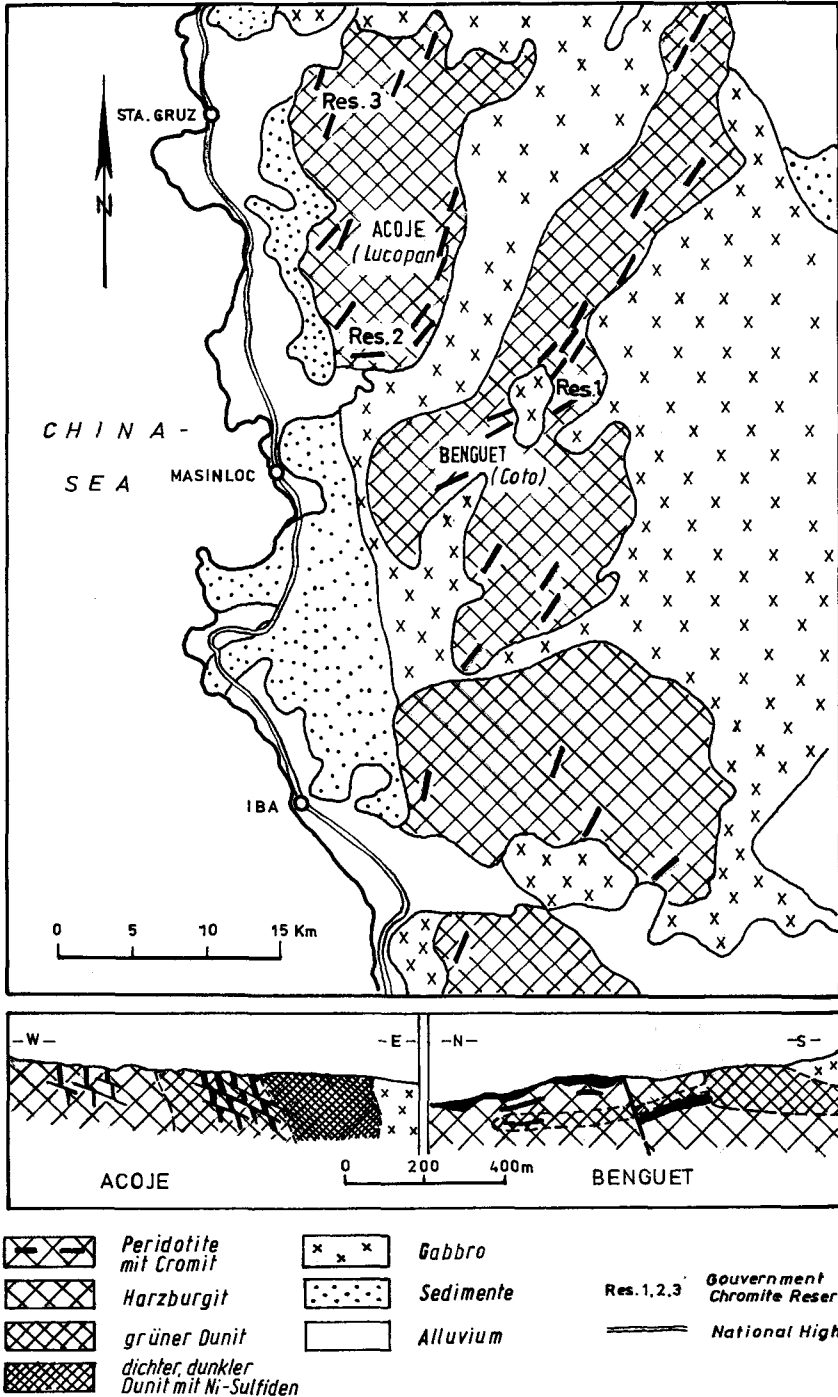 STA. GRUZ
N
Res. 3
ACOJE
(Lucopan
Res. 2
Res.1
CHINA-
SEA
MASINLOC
BENGUET
(Coto)
IBA
0 5 10 15 Km
-W- -E- -N- -S-
ACOJE
0 200 400m
BENGUET
Peridotite
mit Cromit
Harzburgit
grüner Dunit
dichter, dunkler
Dunit mit Ni-Sulfiden
Gabbro
Sedimente
Alluvium
Res. 1, 2, 3
Gouvernment
Chromite Reser
National High